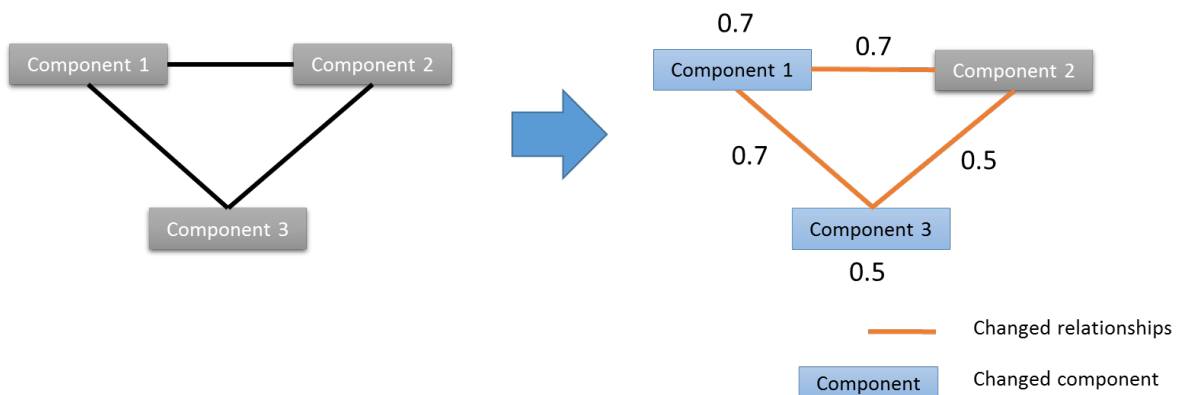 0.7
Component 1
Component 2
Component 1
0.7
Component 2
0.7
0.5
Component 3
Component 3
0.5
Changed relationships
Component
Changed component